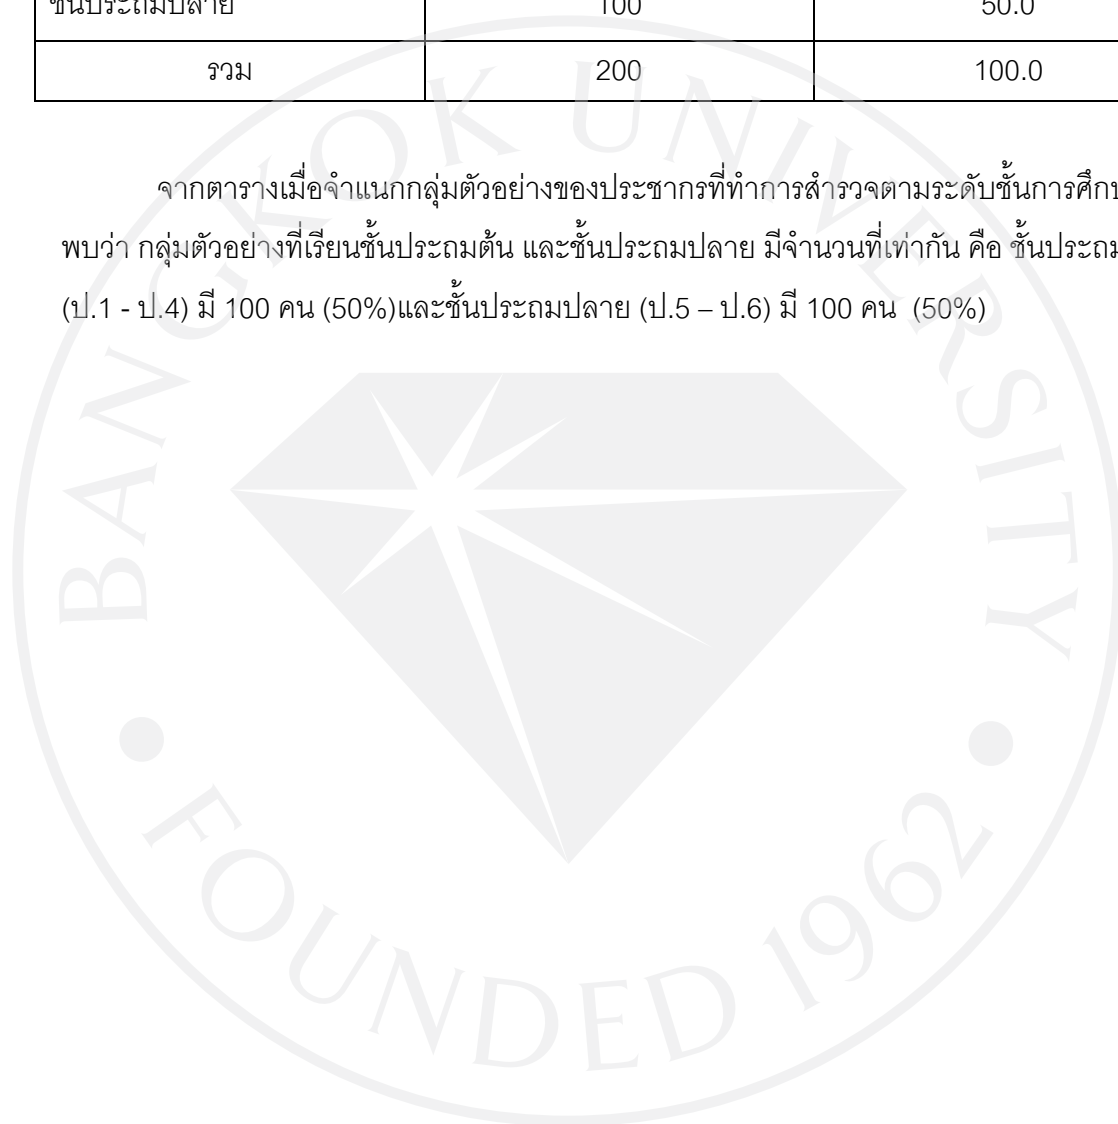 ชั้นประถมปลาย 100 50.0
รวม 200 100.0
จากตารางเมื่อจำแนกกลุ่มตัวอย่างของประชากรที่ทำการสำรวจตามระดับชั้นการศึกษ
พบว่า กลุ่มตัวอย่างที่เรียนชั้นประถมต้น และชั้นประถมปลาย มีจำนวนที่เท่ากัน คือ ชั้นประถม
(ป.1 - ป.4) มี 100 คน (50%)และชั้นประถมปลาย (ป.5 – ป.6) มี 100 คน (50%)
BANGKOK UNIVERSITY
FOUNDED 1962